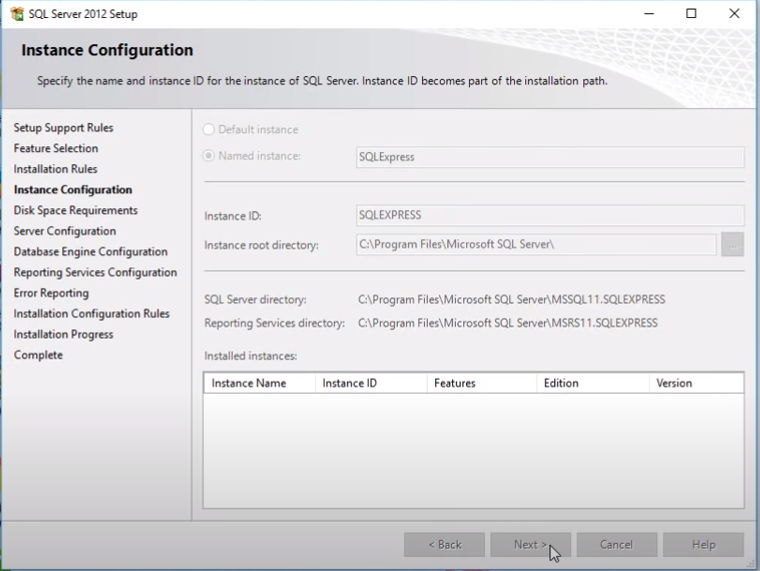 SQL Server 2012 Setup
Instance Configuration
Specify the name and instance ID for the instance of SQL Server. Instance ID becomes part of the installation path.
Setup Support Rules
Feature Selection
Installation Rules
Instance Configuration
Disk Space Requirements
Server Configuration
Database Engine Configuration
Reporting Services Configuration
Error Reporting
Installation Configuration Rules
Installation Progress
Complete
Default instance
Named instance: SQLExpress
Instance ID: SQLEXPRESS
Instance root directory: C:\Program Files\Microsoft SQL Server\ ...
SQL Server directory: C:\Program Files\Microsoft SQL Server\MSSQL11.SQLEXPRESS
Reporting Services directory: C:\Program Files\Microsoft SQL Server\MSRS11.SQLEXPRESS
Installed instances:
Instance Name Instance ID Features Edition Version
< Back Next > Cancel Help